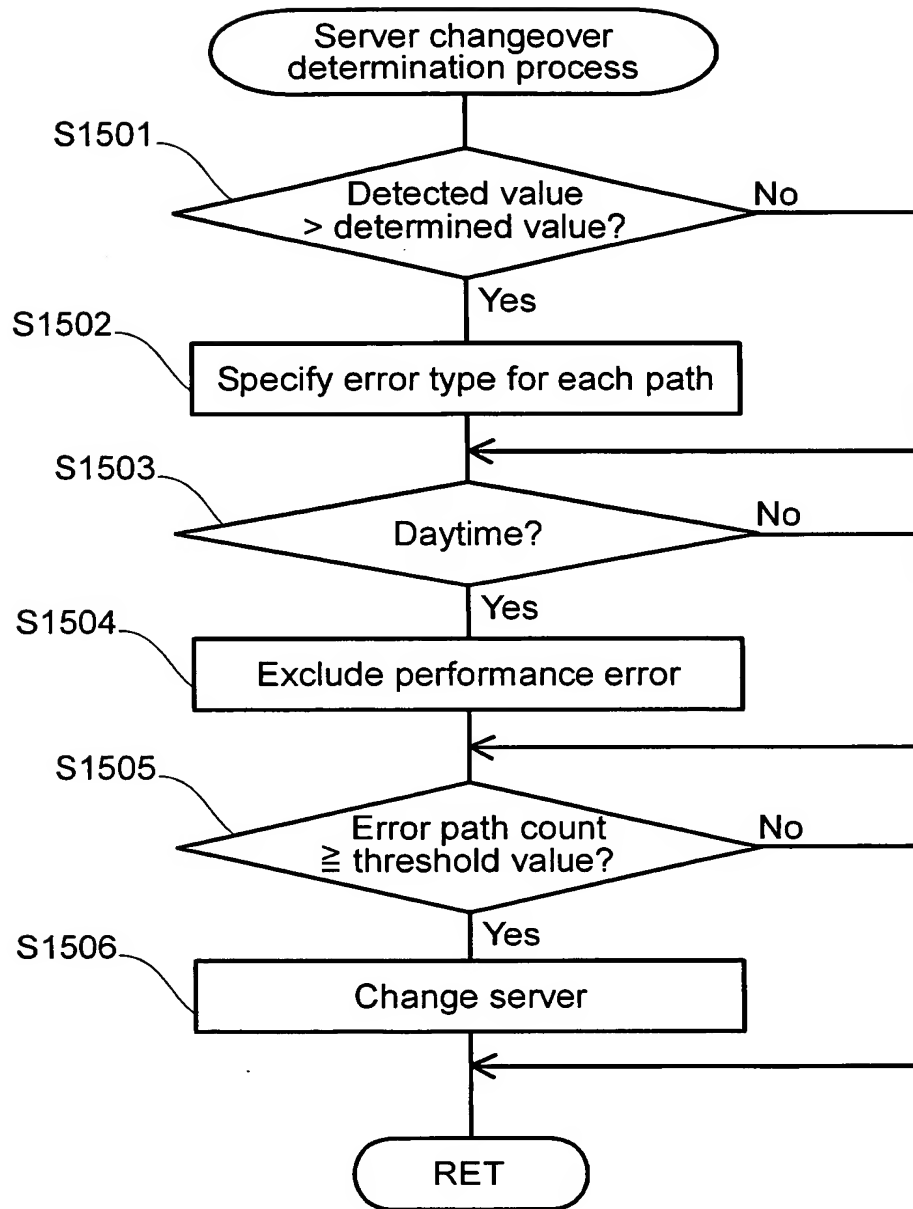 Server changeover
determination process
S1501
Detected value
> determined value?
No
Yes
S1502
Specify error type for each path
S1503
Daytime?
No
Yes
S1504
Exclude performance error
S1505
Error path count
≧ threshold value?
No
Yes
S1506
Change server
RET